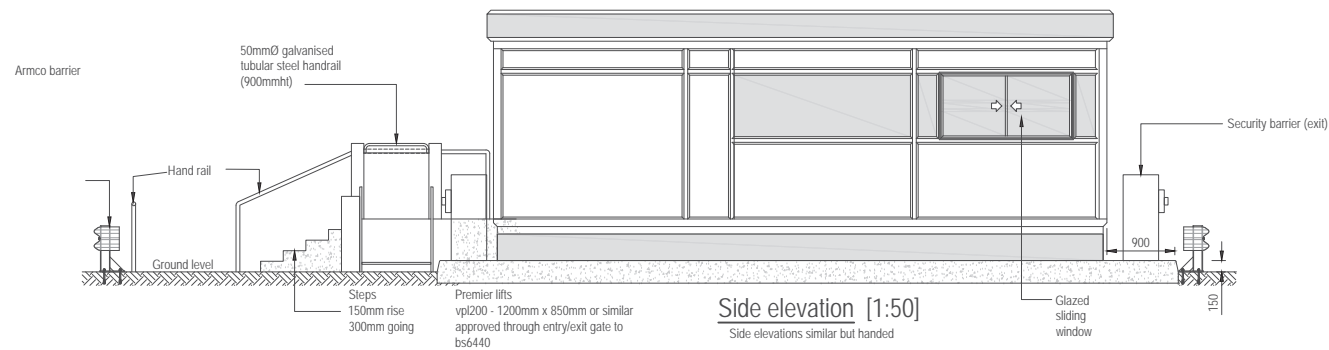 50mmØ galvanised
tubular steel handrail
(900mmht)
Armco barrier
Security barrier (exit)
Hand rail
900
Ground level
150
Steps
150mm rise
300mm going
Premier lifts
vpl200 - 1200mm x 850mm or similar
approved through entry/exit gate to
bs6440
Side elevation [1:50]
Side elevations similar but handed
Glazed
sliding
window